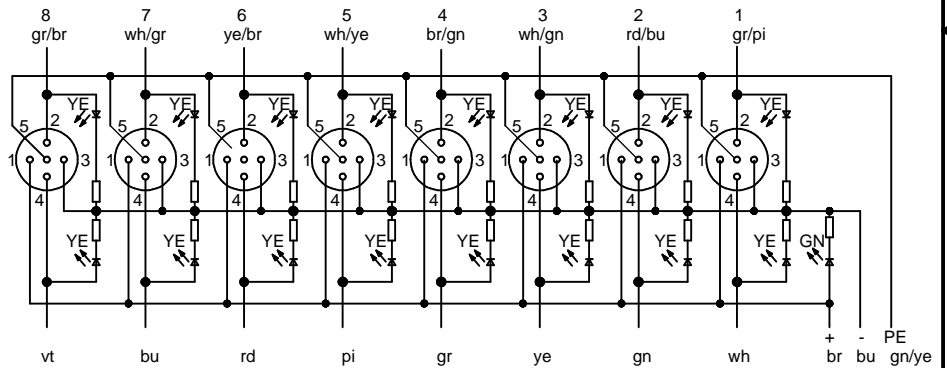 8 7 6 5 4 3 2 1
gr/br wh/gr ye/br wh/ye br/gn wh/gn rd/bu gr/pi
YE YE YE YE YE YE YE YE
5 2 5 2 5 2 5 2 5 2 5 2 5 2 5 2
1 3 1 3 1 3 1 3 1 3 1 3 1 3 1 3
4 4 4 4 4 4 4 4
YE YE YE YE YE YE YE YE GN
+ - PE
vt bu rd pi gr ye gn wh br bu gn/ye